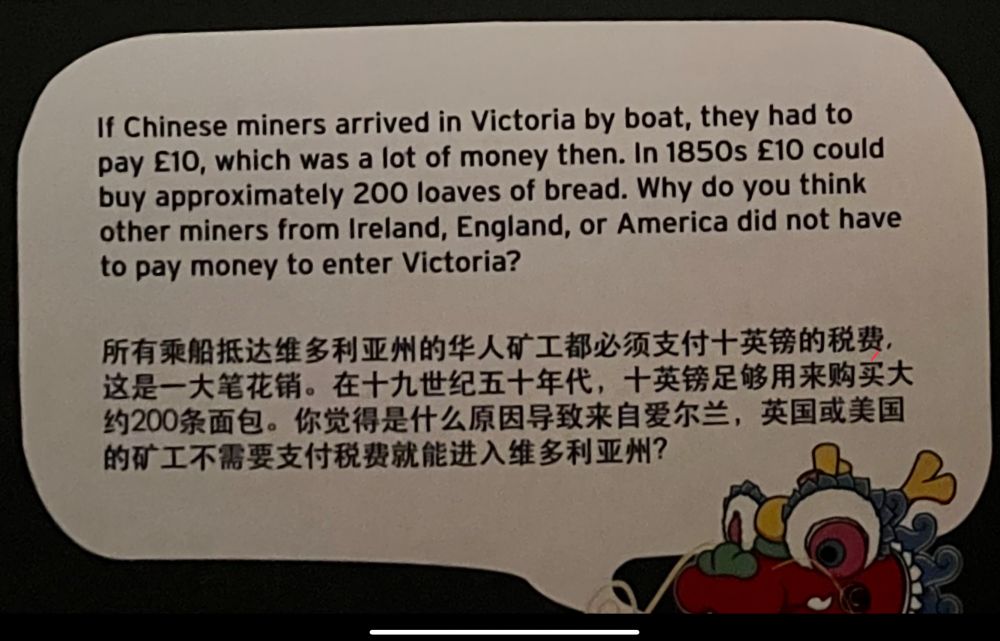 If Chinese miners arrived in Victoria by boat, they had to
pay £10, which was a lot of money then. In 1850s £10 could
buy approximately 200 loaves of bread. Why do you think
other miners from Ireland, England, or America did not have
to pay money to enter Victoria?
所有乘船抵达维多利亚州的华人矿工都必须支付十英镑的税费,
这是一大笔花销。在十九世纪五十年代，十英镑足够用来购买大
约200条面包。你觉得是什么原因导致来自爱尔兰，英国或美国
的矿工不需要支付税费就能进入维多利亚州?